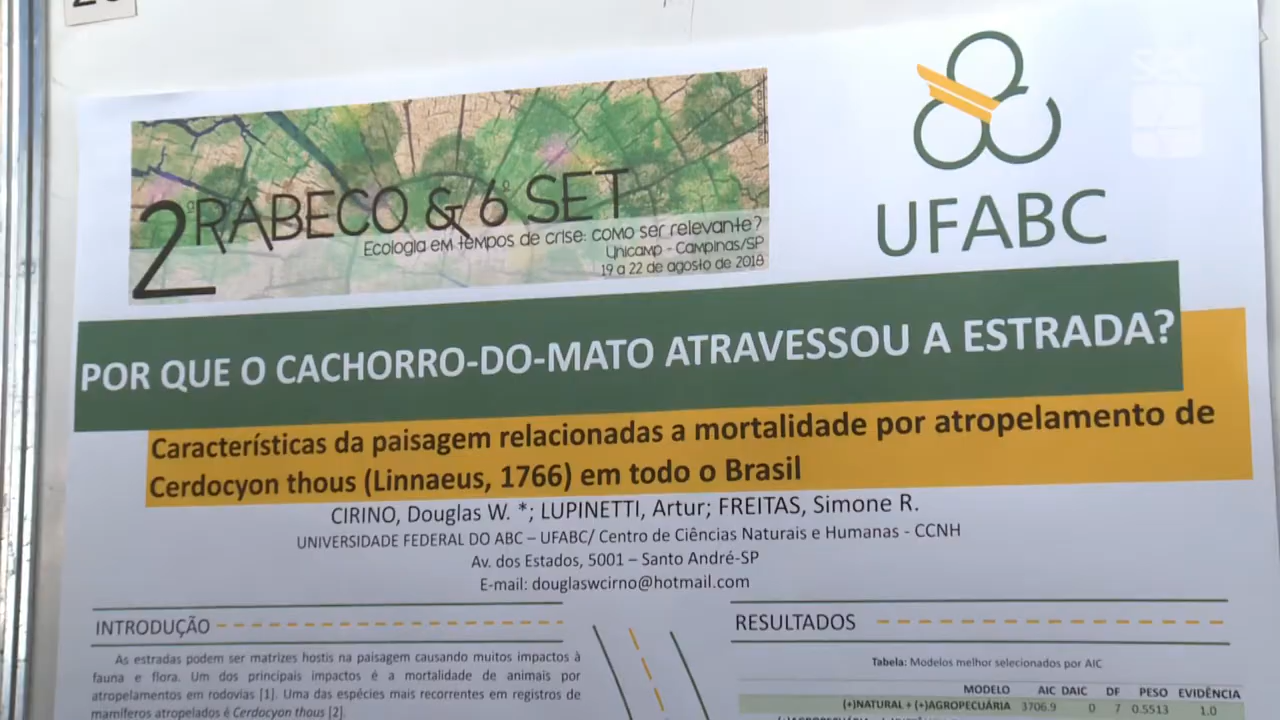 2ª RABECO & 6º SET
Ecologia em tempos de crise: como ser relevante?
Unicamp - Campinas/SP
19 a 22 de agosto de 2018
UFABC
POR QUE O CACHORRO-DO-MATO ATRAVESSOU A ESTRADA?
Características da paisagem relacionadas a mortalidade por atropelamento de
Cerdocyon thous (Linnaeus, 1766) em todo o Brasil
CIRINO, Douglas W. *; LUPINETTI, Artur; FREITAS, Simone R.
UNIVERSIDADE FEDERAL DO ABC – UFABC/ Centro de Ciências Naturais e Humanas - CCNH
Av. dos Estados, 5001 – Santo André-SP
E-mail: douglaswcirno@hotmail.com
INTRODUÇÃO
As estradas podem ser matrizes hostis na paisagem causando muitos impactos à
fauna e flora. Um dos principais impactos é a mortalidade de animais por
atropelamentos em rodovias [1]. Uma das espécies mais recorrentes em registros de
mamíferos atropelados é Cerdocyon thous [2].
RESULTADOS
Tabela: Modelos melhor selecionados por AIC
MODELO AIC DAIC DF PESO EVIDÊNCIA
(+)NATURAL + (+)AGROPECUÁRIA 3706.9 0 7 0.5513 1.0